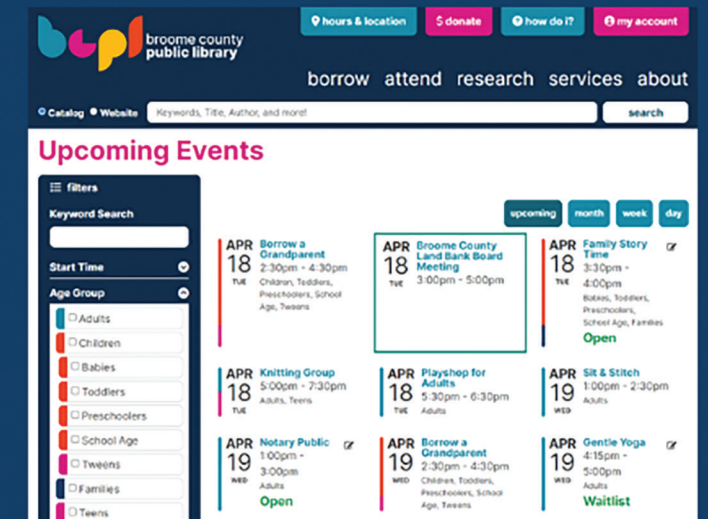 hours & location
$ donate
how do i?
my account
bcpl
broome county
public library
borrow attend research services about
Catalog Website Keywords, Title, Author, and more! search
Upcoming Events
filters
Keyword Search
Start Time
Age Group
Adults
Children
Babies
Toddlers
Preschoolers
School Age
Tweens
Families
Teens
upcoming month week day
APR
18
TUE
Borrow a
Grandparent
2:30pm - 4:30pm
Children, Toddlers,
Preschoolers, School
Age, Tweens
APR
18
TUE
Broome County
Land Bank Board
Meeting
3:00pm - 5:00pm
APR
18
TUE
Family Story
Time
3:30pm -
4:00pm
Babies, Toddlers,
Preschoolers,
School Age, Families
Open
APR
18
TUE
Knitting Group
5:00pm - 7:30pm
Adults, Teens
APR
18
TUE
Playshop for
Adults
5:30pm - 6:30pm
Adults
APR
19
WED
Sit & Stitch
1:00pm - 2:30pm
Adults
APR
19
WED
Notary Public
1:00pm -
3:00pm
Adults
Open
APR
19
WED
Borrow a
Grandparent
2:30pm - 4:30pm
Children, Toddlers,
Preschoolers, School
Age, Tweens
APR
19
WED
Gentle Yoga
4:15pm -
5:00pm
Adults
Waitlist